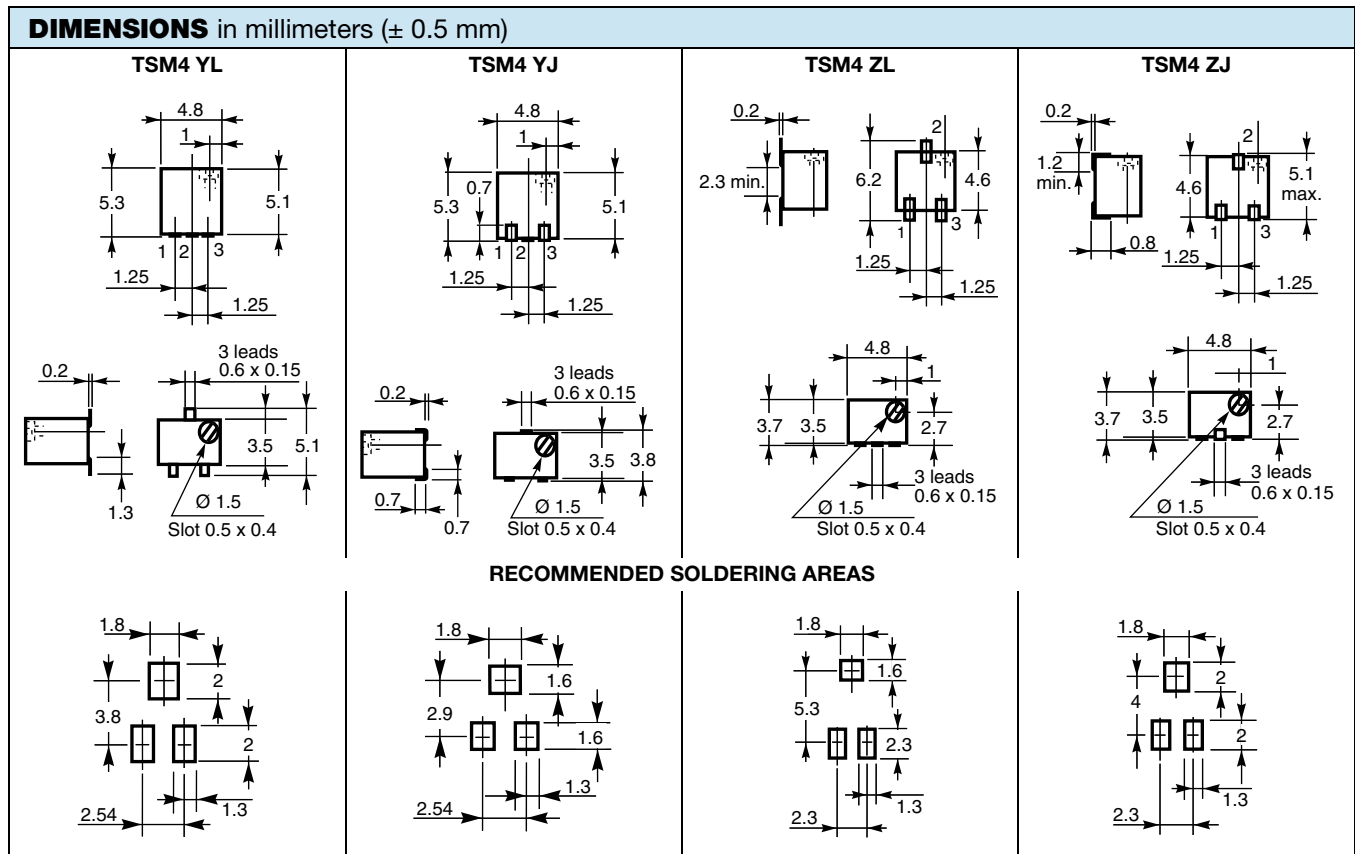 DIMENSIONS in millimeters (± 0.5 mm)
TSM4 YL
4.8
1
5.3
5.1
1 2 3
1.25
1.25
3 leads
0.6 x 0.15
0.2
3.5
5.1
1.3
Ø 1.5
Slot 0.5 x 0.4
TSM4 YJ
4.8
1
0.7
5.3
5.1
1 2 3
1.25
1.25
3 leads
0.6 x 0.15
0.2
3.5
3.8
0.7
0.7
Ø 1.5
Slot 0.5 x 0.4
TSM4 ZL
0.2
2
2.3 min.
6.2
4.6
1
3
1.25
1.25
4.8
1
3.7
3.5
2.7
3 leads
0.6 x 0.15
Ø 1.5
Slot 0.5 x 0.4
TSM4 ZJ
0.2
2
1.2
min.
4.6
5.1
max.
1
3
0.8
1.25
1.25
4.8
1
3.7
3.5
2.7
3 leads
0.6 x 0.15
Ø 1.5
Slot 0.5 x 0.4
RECOMMENDED SOLDERING AREAS
1.8
2
3.8
2
1.3
2.54
1.8
1.6
2.9
1.6
1.3
2.54
1.8
1.6
5.3
2.3
1.3
2.3
1.8
2
4
2
1.3
2.3